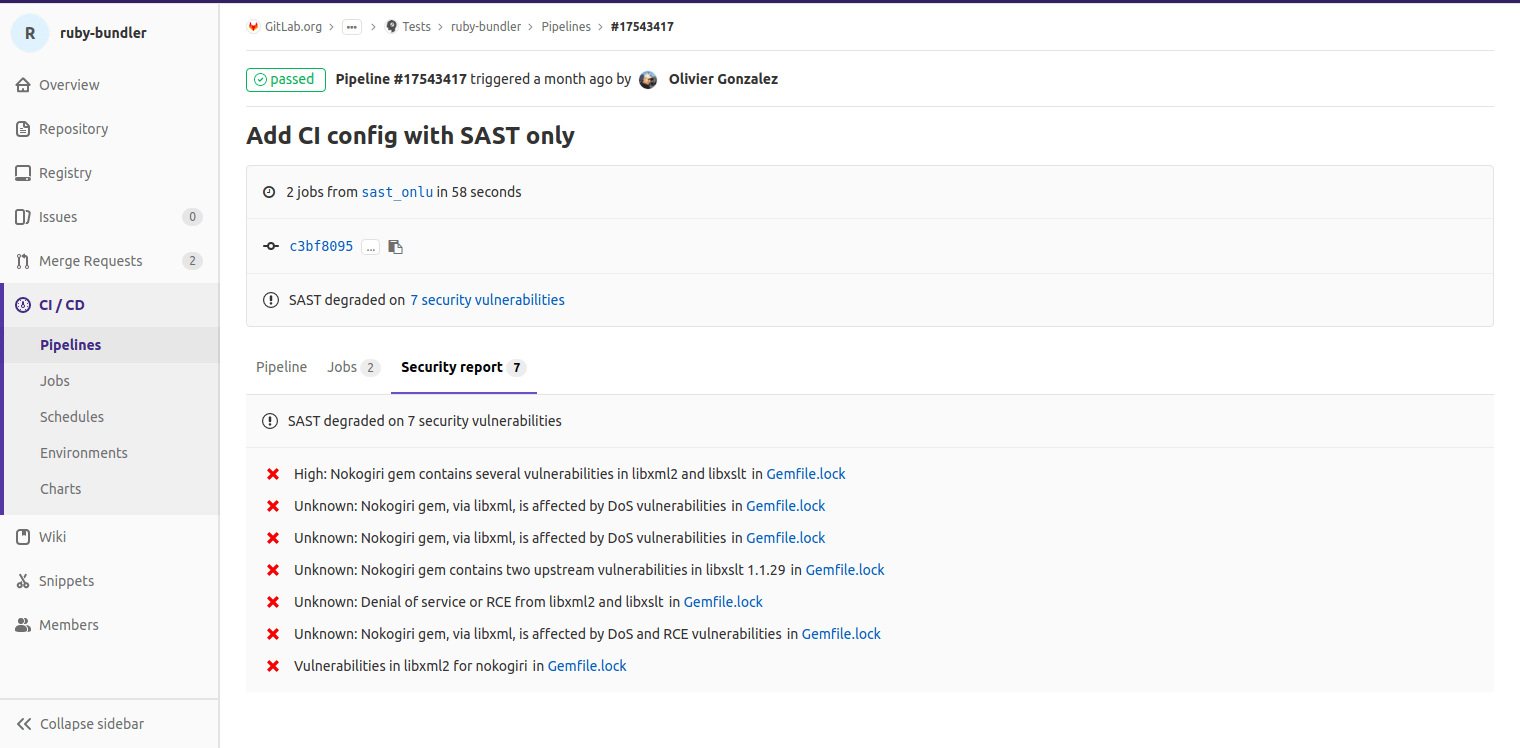 R ruby-bundler
Overview
Repository
Registry
Issues 0
Merge Requests 2
CI / CD
Pipelines
Jobs
Schedules
Environments
Charts
Wiki
Snippets
Members
Collapse sidebar
GitLab.org > ... > Tests > ruby-bundler > Pipelines > #17543417
passed Pipeline #17543417 triggered a month ago by Olivier Gonzalez
Add CI config with SAST only
2 jobs from sast_onlu in 58 seconds
c3bf8095 ...
SAST degraded on 7 security vulnerabilities
Pipeline Jobs 2 Security report 7
SAST degraded on 7 security vulnerabilities
High: Nokogiri gem contains several vulnerabilities in libxml2 and libxslt in Gemfile.lock
Unknown: Nokogiri gem, via libxml, is affected by DoS vulnerabilities in Gemfile.lock
Unknown: Nokogiri gem, via libxml, is affected by DoS vulnerabilities in Gemfile.lock
Unknown: Nokogiri gem contains two upstream vulnerabilities in libxslt 1.1.29 in Gemfile.lock
Unknown: Denial of service or RCE from libxml2 and libxslt in Gemfile.lock
Unknown: Nokogiri gem, via libxml, is affected by DoS and RCE vulnerabilities in Gemfile.lock
Vulnerabilities in libxml2 for nokogiri in Gemfile.lock